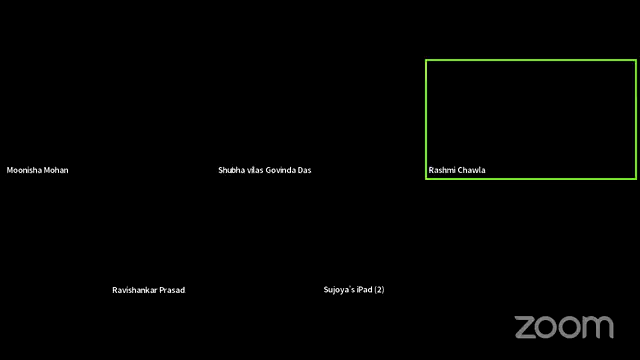 Moonisha Mohan
Shubha vilas Govinda Das
Rashmi Chawla
Ravishankar Prasad
Sujoya's iPad (2)
zoom